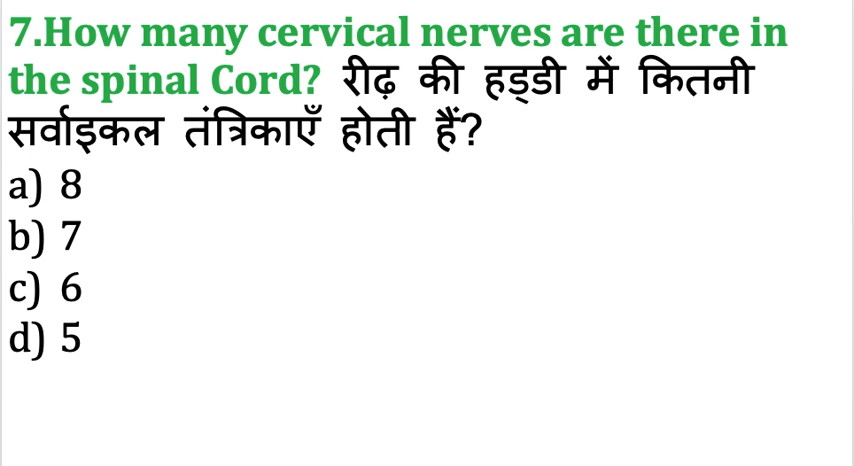 7.How many cervical nerves are there in
the spinal Cord? रीढ़ की हड्डी में कितनी
सर्वाइकल तंत्रिकाएँ होती हैं?
a) 8
b) 7
c) 6
d) 5